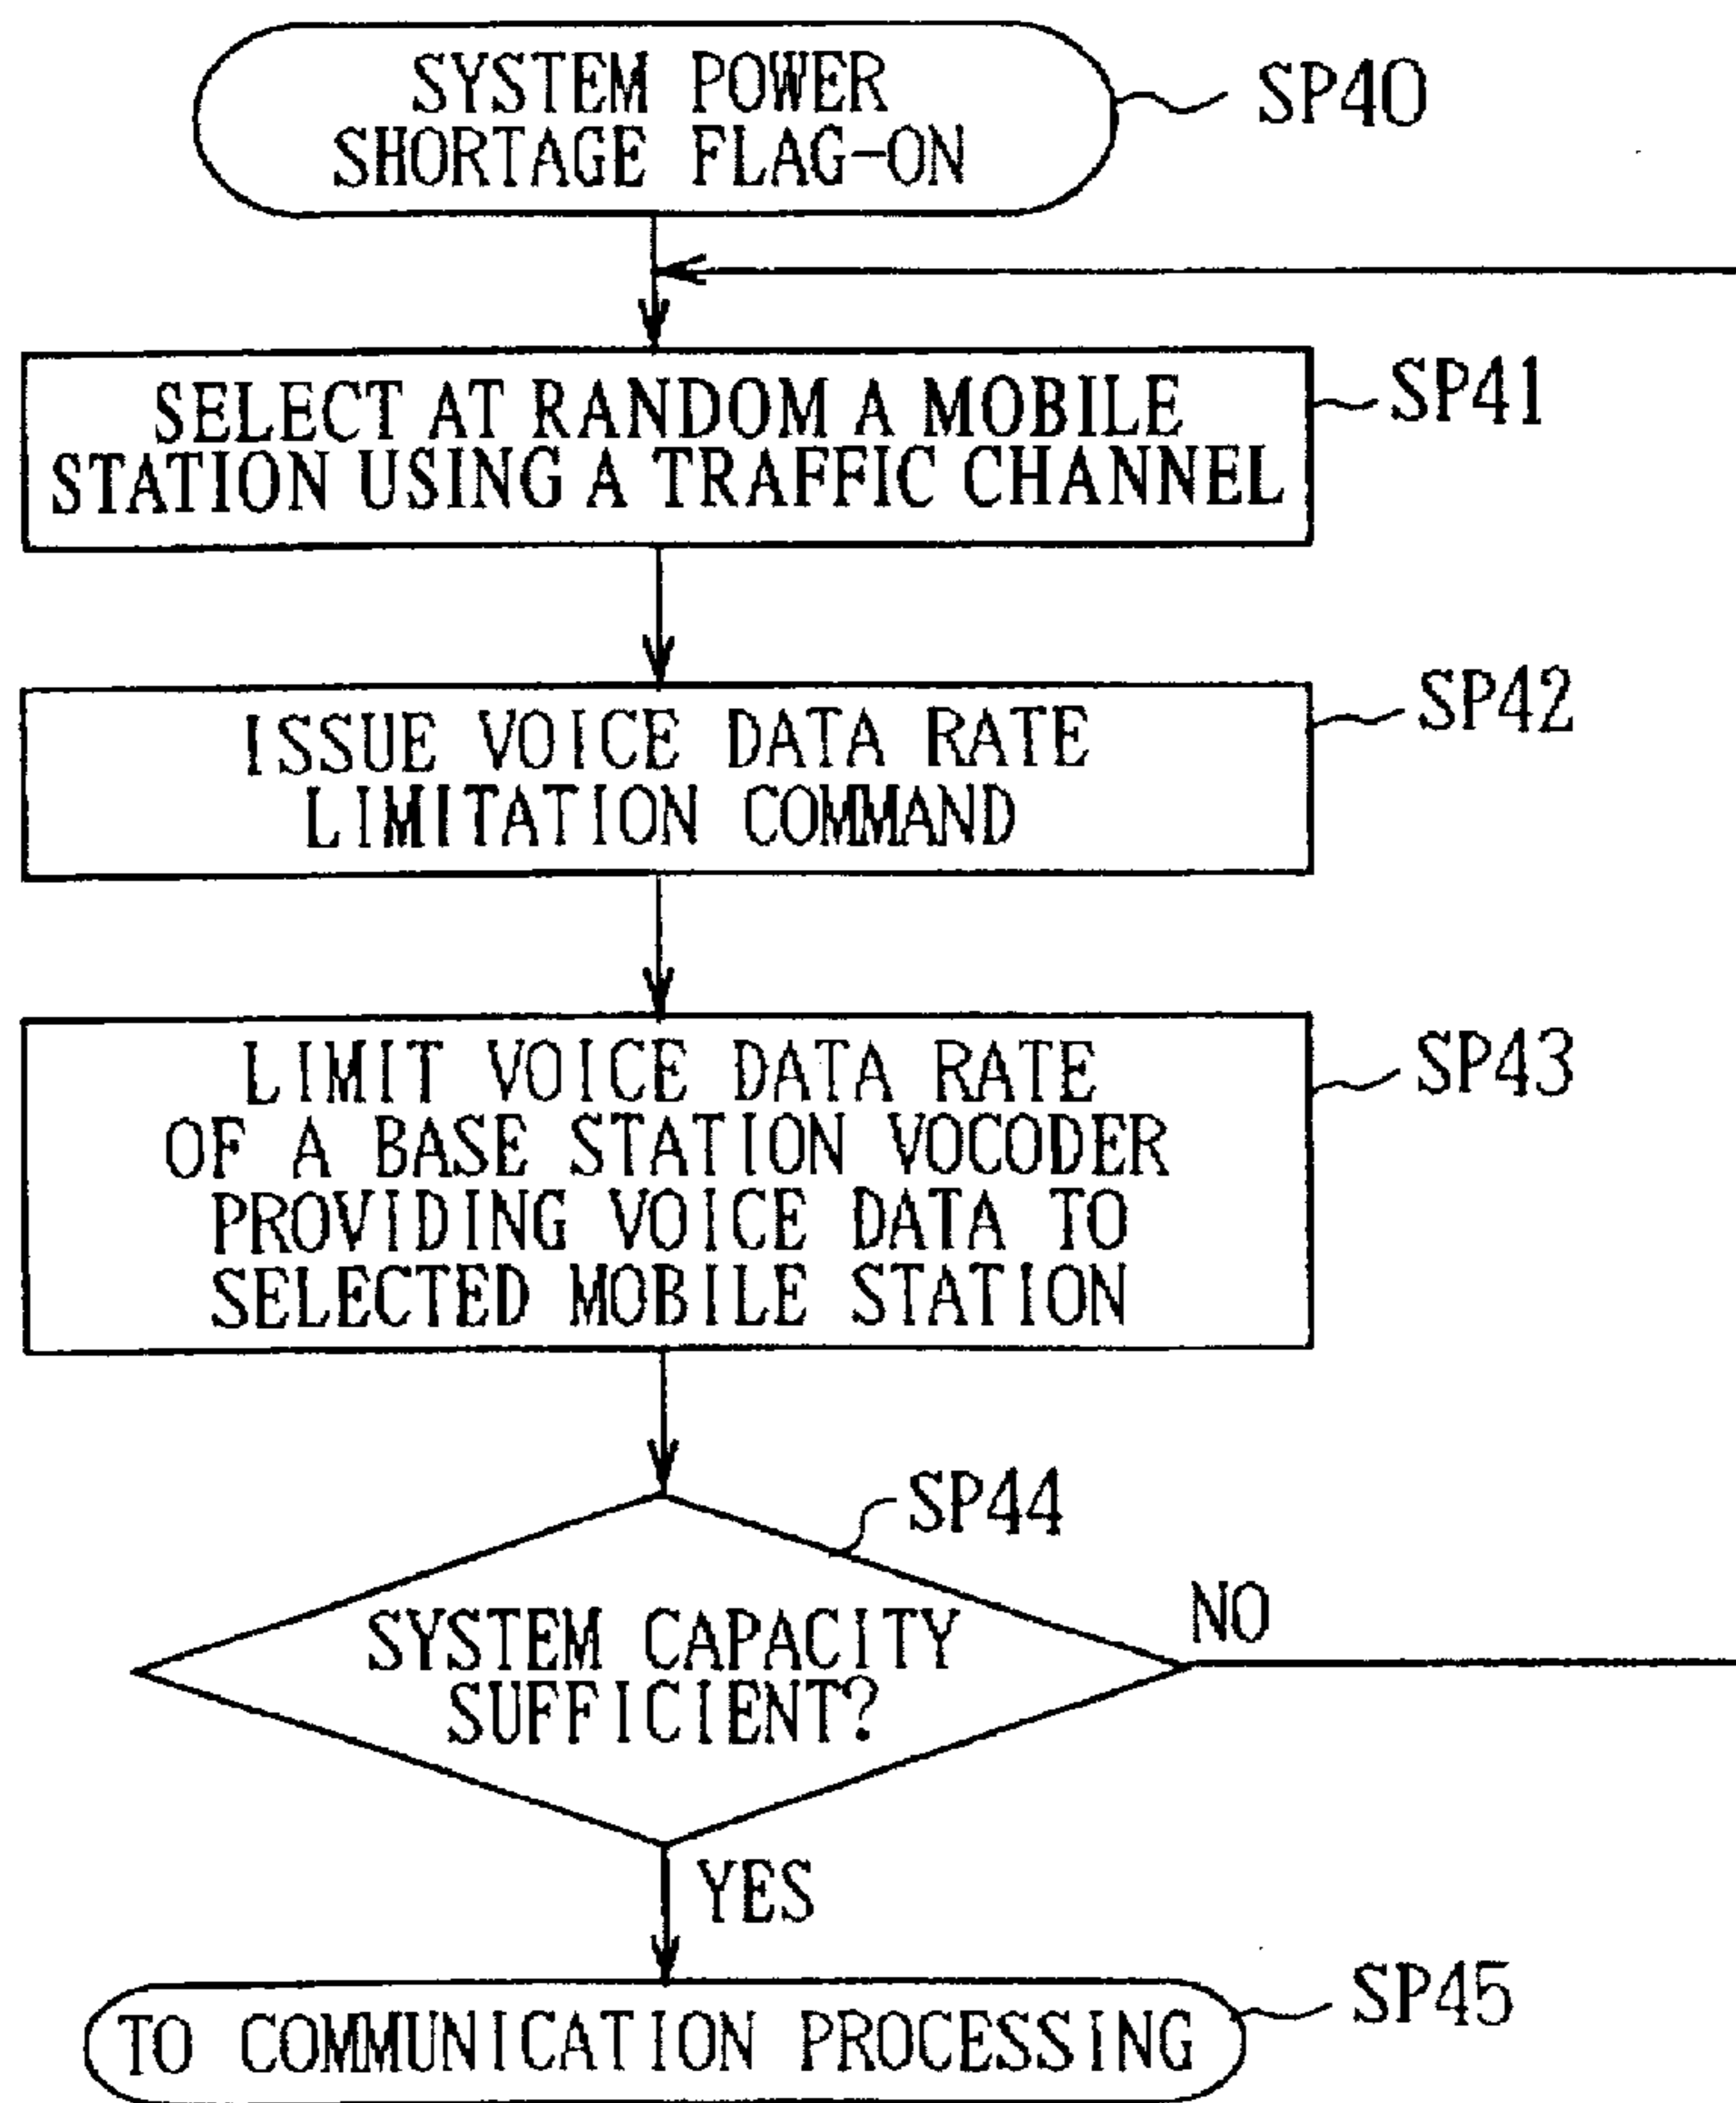 SYSTEM POWER
SHORTAGE FLAG-ON
SP40
SELECT AT RANDOM A MOBILE
STATION USING A TRAFFIC CHANNEL
SP41
ISSUE VOICE DATA RATE
LIMITATION COMMAND
SP42
LIMIT VOICE DATA RATE
OF A BASE STATION VOCODER
PROVIDING VOICE DATA TO
SELECTED MOBILE STATION
SP43
SP44
SYSTEM CAPACITY
SUFFICIENT?
NO
YES
TO COMMUNICATION PROCESSING
SP45